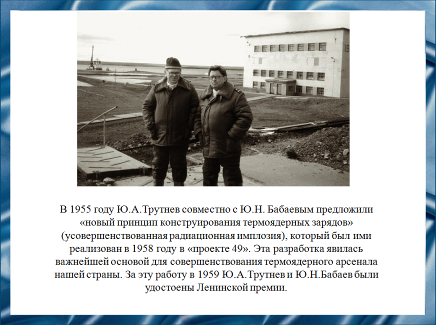 В 1955 году Ю.А.Трутнев совместно с Ю.Н. Бабаевым предложили
«новый принцип конструирования термоядерных зарядов»
(усовершенствованная радиационная имплозия), который был ими
реализован в 1958 году в «проекте 49». Эта разработка явилась
важнейшей основой для совершенствования термоядерного арсенала
нашей страны. За эту работу в 1959 Ю.А.Трутнев и Ю.Н.Бабаев были
удостоены Ленинской премии.